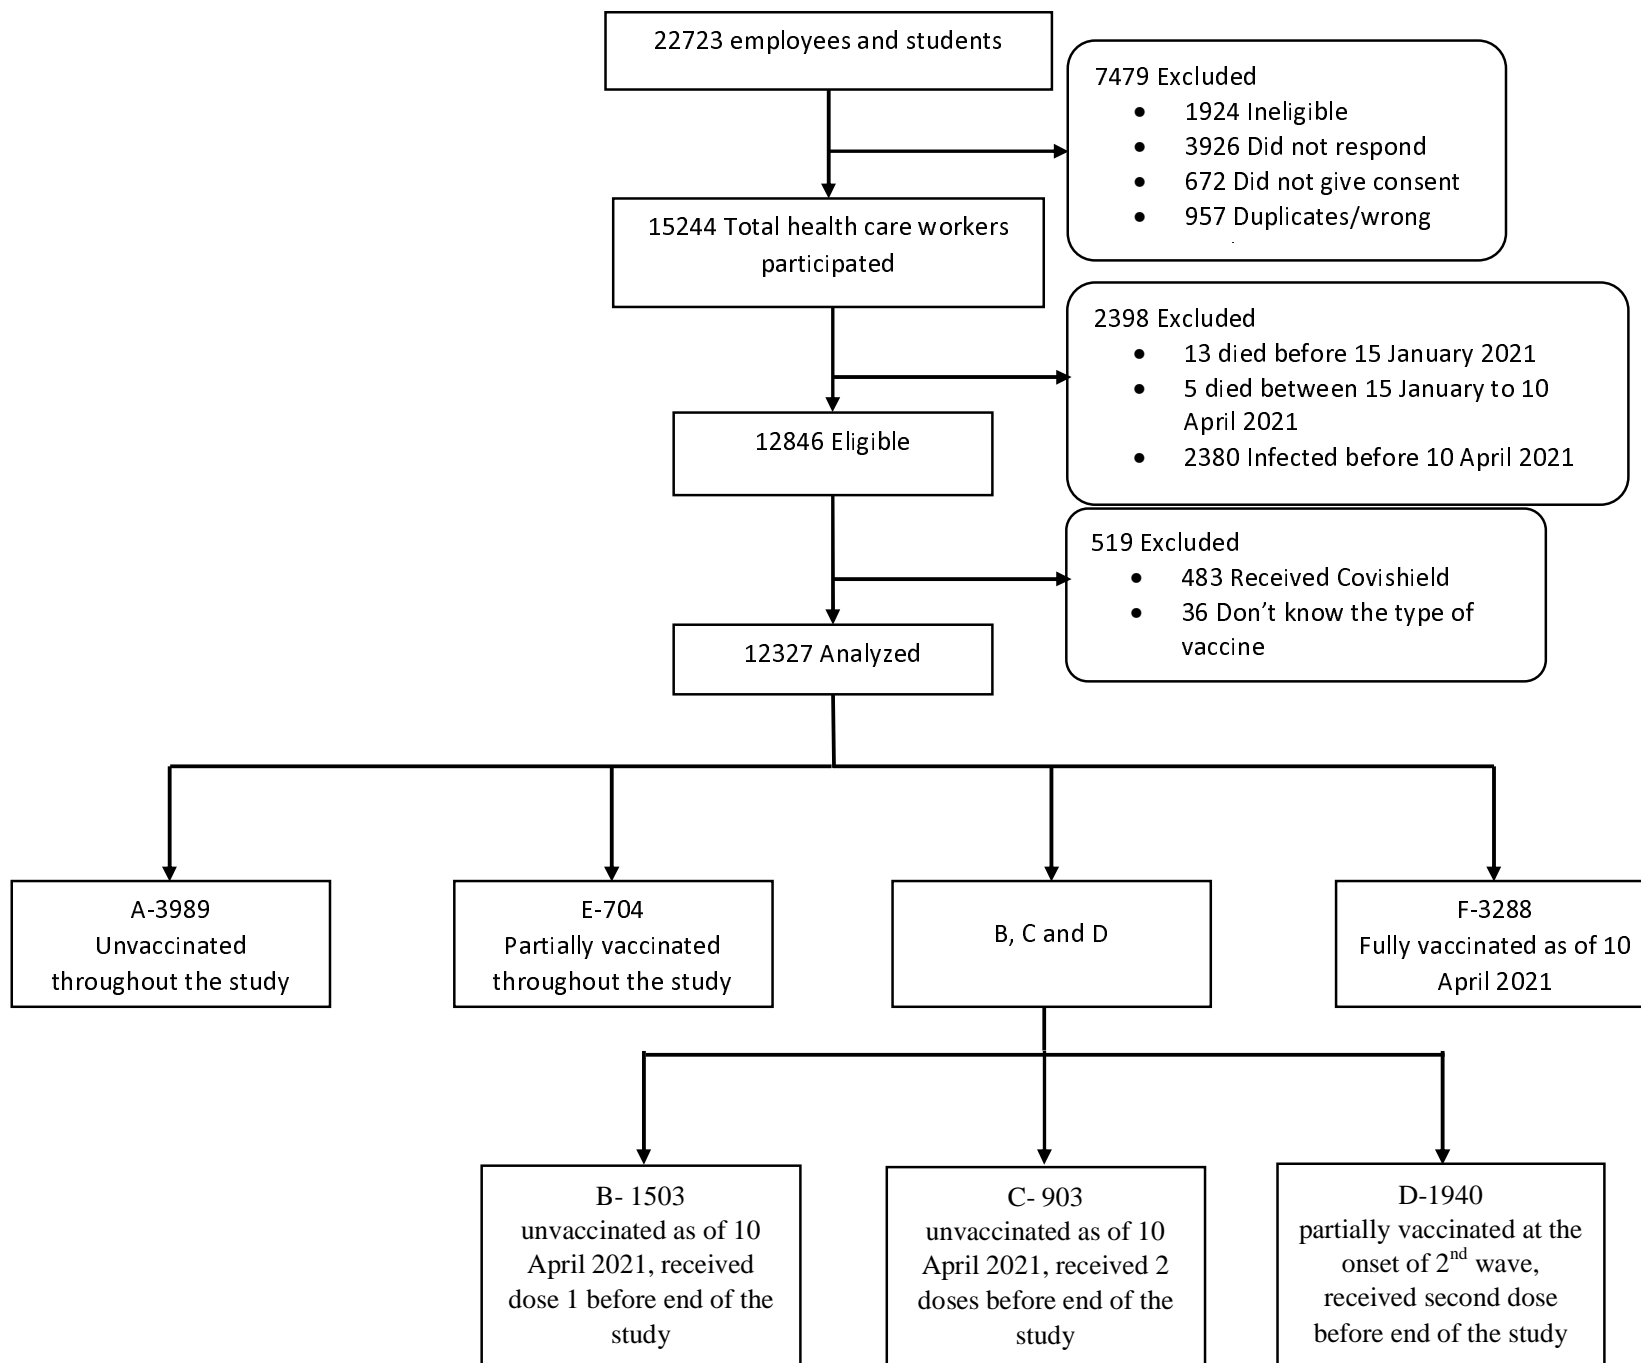 22723 employees and students
7479 Excluded
• 1924 Ineligible
• 3926 Did not respond
• 672 Did not give consent
• 957 Duplicates/wrong
15244 Total health care workers
participated
2398 Excluded
• 13 died before 15 January 2021
• 5 died between 15 January to 10
April 2021
• 2380 Infected before 10 April 2021
12846 Eligible
519 Excluded
• 483 Received Covishield
• 36 Don’t know the type of
vaccine
12327 Analyzed
A-3989
Unvaccinated
throughout the study
E-704
Partially vaccinated
throughout the study
B, C and D
F-3288
Fully vaccinated as of 10
April 2021
B- 1503
unvaccinated as of 10
April 2021, received
dose 1 before end of the
study
C- 903
unvaccinated as of 10
April 2021, received 2
doses before end of the
study
D-1940
partially vaccinated at the
onset of 2nd wave,
received second dose
before end of the study